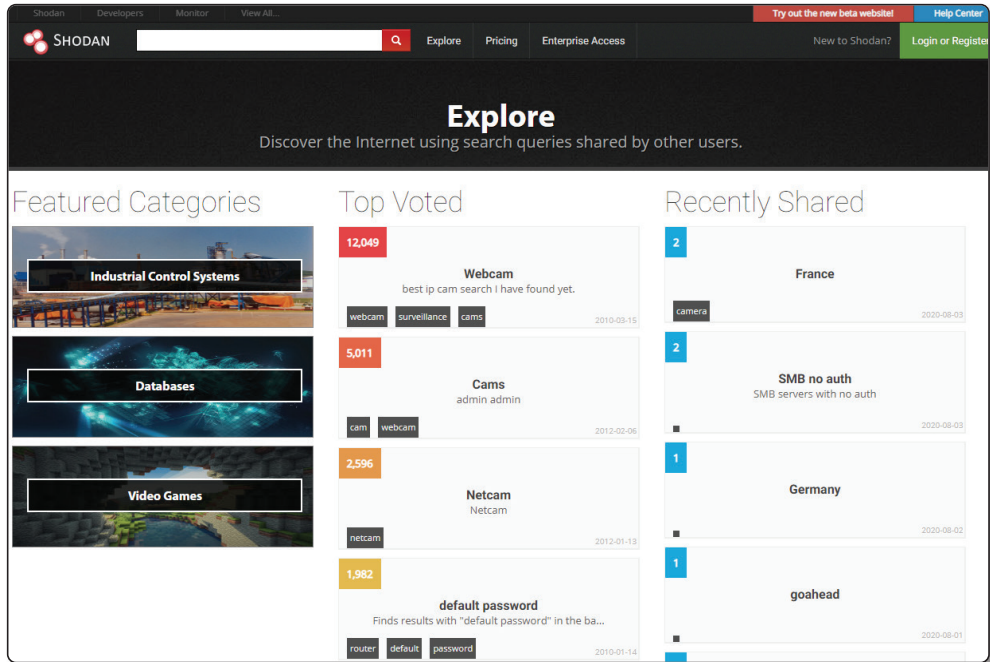 Shodan Developers Monitor View All...
Try out the new beta website! Help Center
SHODAN Explore Pricing Enterprise Access New to Shodan? Login or Register
Explore
Discover the Internet using search queries shared by other users.
Featured Categories
Industrial Control Systems
Databases
Video Games
Top Voted
12,049
Webcam
best ip cam search I have found yet.
webcam surveillance cams 2010-03-15
5,011
Cams
admin admin
cam webcam 2012-02-06
2,596
Netcam
Netcam
netcam 2012-01-13
1,982
default password
Finds results with "default password" in the ba...
router default password 2010-01-14
Recently Shared
2
France
camera 2020-08-03
2
SMB no auth
SMB servers with no auth
2020-08-03
1
Germany
2020-08-02
1
goahead
2020-08-01